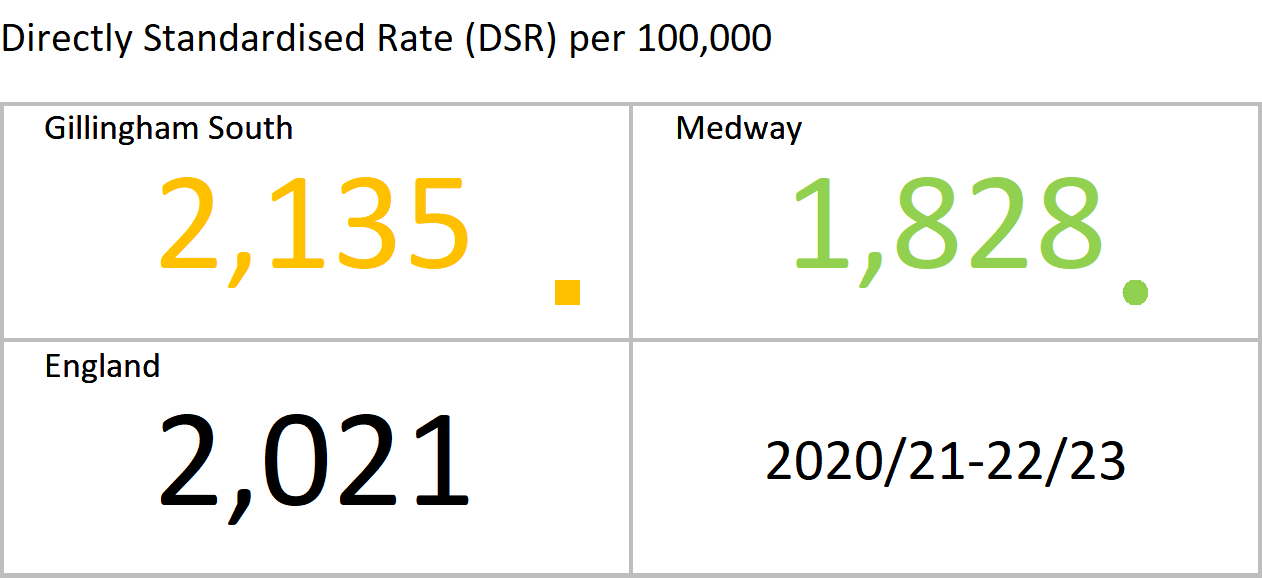 Directly Standardised Rate (DSR) per 100,000
Gillingham South
2,135
Medway
1,828
England
2,021
2020/21-22/23